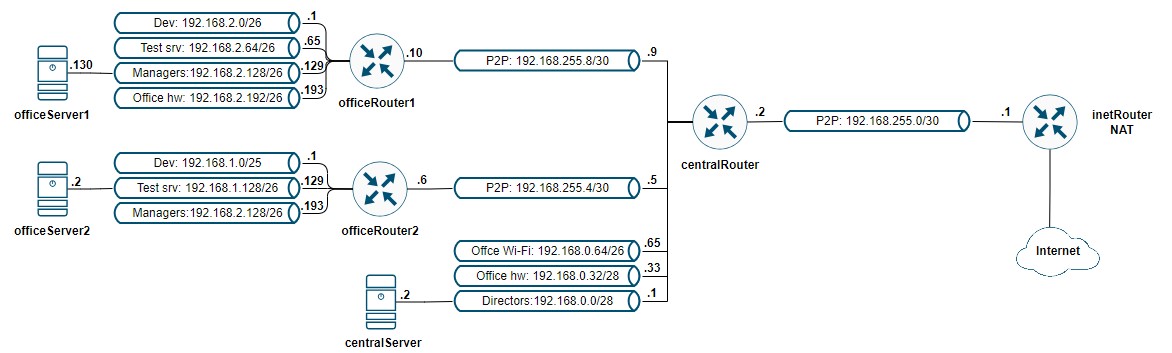 Dev: 192.168.2.0/26
.1
Test srv: 192.168.2.64/26
.65
.130
Managers:192.168.2.128/26
.129
Office hw: 192.168.2.192/26
.193
officeServer1
officeRouter1
.10
P2P: 192.168.255.8/30
.9
Dev: 192.168.1.0/25
.1
.2
Test srv: 192.168.1.128/26
.129
Managers:192.168.2.128/26
.193
officeServer2
officeRouter2
.6
P2P: 192.168.255.4/30
.5
Offce Wi-Fi: 192.168.0.64/26
.65
Office hw: 192.168.0.32/28
.33
.2
Directors:192.168.0.0/28
.1
centralServer
centralRouter
.2
P2P: 192.168.255.0/30
.1
inetRouter
NAT
Internet